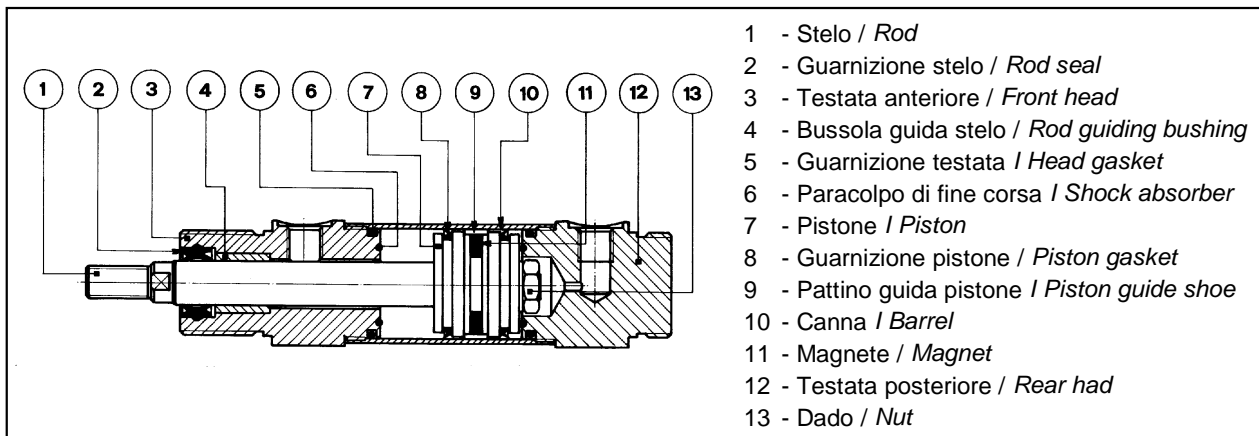 1 2 3 4 5 6 7 8 9 10 11 12 13
1 - Stelo / Rod
2 - Guarnizione stelo / Rod seal
3 - Testata anteriore / Front head
4 - Bussola guida stelo / Rod guiding bushing
5 - Guarnizione testata I Head gasket
6 - Paracolpo di fine corsa I Shock absorber
7 - Pistone I Piston
8 - Guarnizione pistone / Piston gasket
9 - Pattino guida pistone I Piston guide shoe
10 - Canna I Barrel
11 - Magnete / Magnet
12 - Testata posteriore / Rear had
13 - Dado / Nut